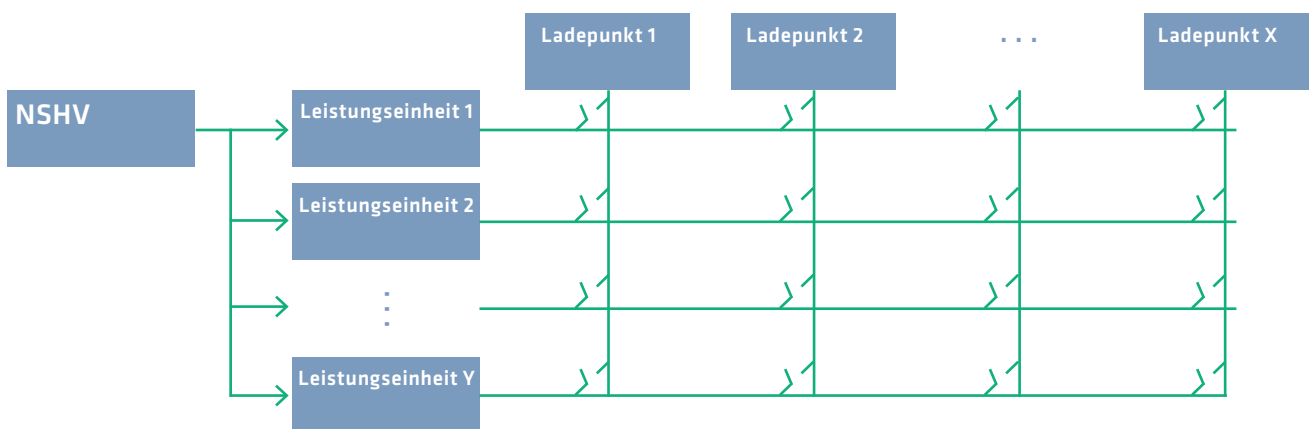 Ladepunkt 1
Ladepunkt 2
...
Ladepunkt X
NSHV
Leistungseinheit 1
Leistungseinheit 2
Leistungseinheit Y